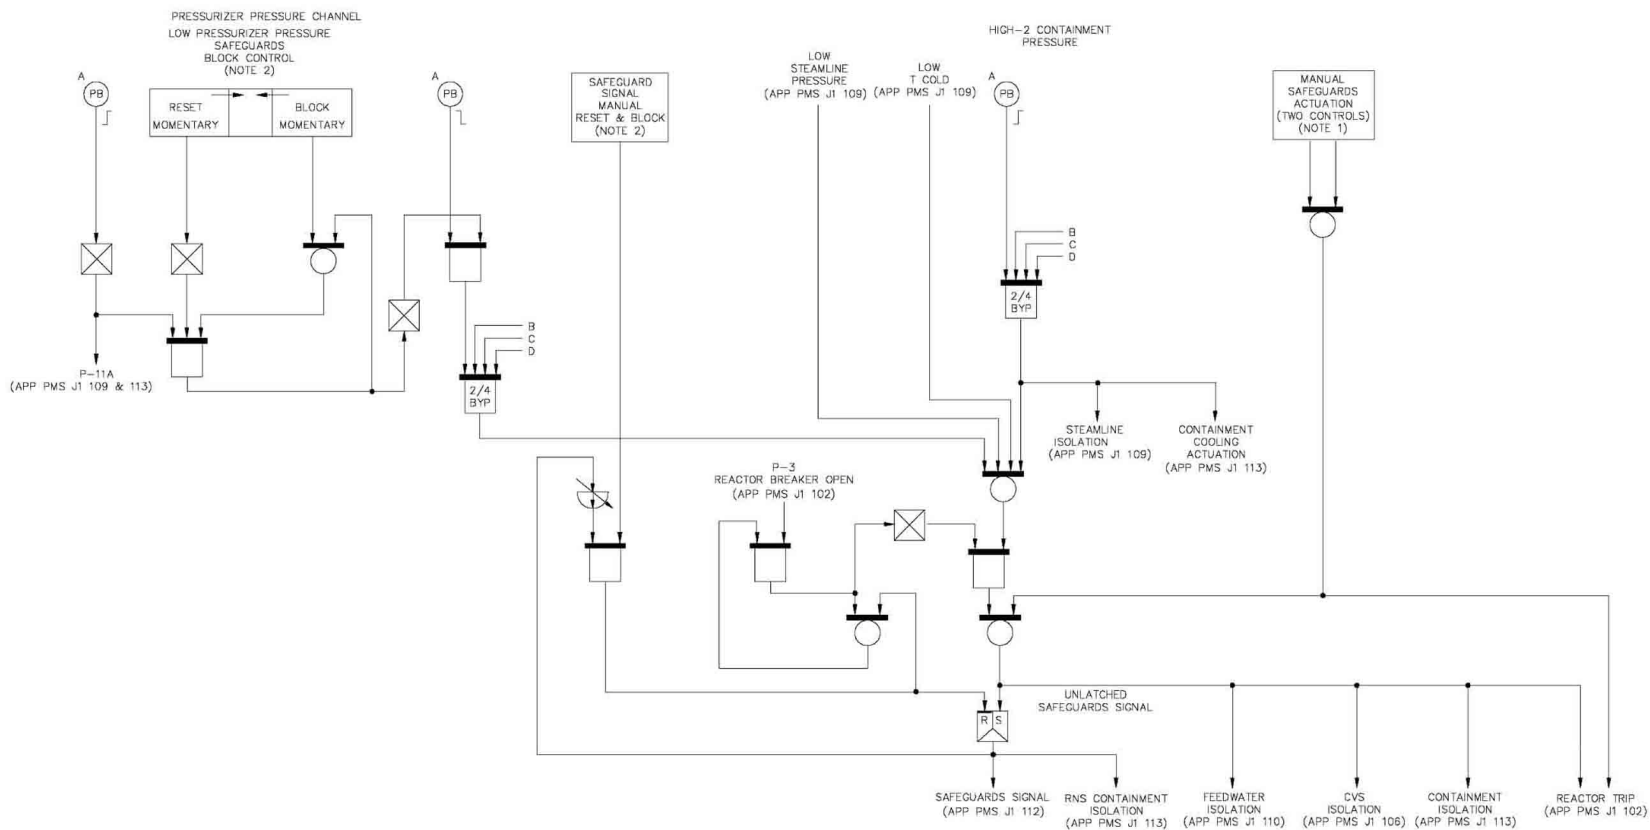 PRESSURIZER PRESSURE CHANNEL
LOW PRESSURIZER PRESSURE
SAFEGUARDS
BLOCK CONTROL
(NOTE 2)
A
PB
RESET
MOMENTARY
BLOCK
MOMENTARY
A
PB
SAFEGUARD
SIGNAL
MANUAL
RESET & BLOCK
(NOTE 2)
LOW
STEAMLINE
PRESSURE
(APP PMS J1 109)
LOW
T COLD
(APP PMS J1 109)
HIGH-2 CONTAINMENT
PRESSURE
A
PB
MANUAL
SAFEGUARDS
ACTUATION
(TWO CONTROLS)
(NOTE 1)
B
C
D
2/4
BYP
P-11A
(APP PMS J1 109 & 113)
B
C
D
2/4
BYP
STEAMLINE
ISOLATION
(APP PMS J1 109)
CONTAINMENT
COOLING
ACTUATION
(APP PMS J1 113)
P-3
REACTOR BREAKER OPEN
(APP PMS J1 102)
UNLATCHED
SAFEGUARDS SIGNAL
R S
SAFEGUARDS SIGNAL
(APP PMS J1 112)
RNS CONTAINMENT
ISOLATION
(APP PMS J1 113)
FEEDWATER
ISOLATION
(APP PMS J1 110)
CVS
ISOLATION
(APP PMS J1 106)
CONTAINMENT
ISOLATION
(APP PMS J1 113)
REACTOR TRIP
(APP PMS J1 102)